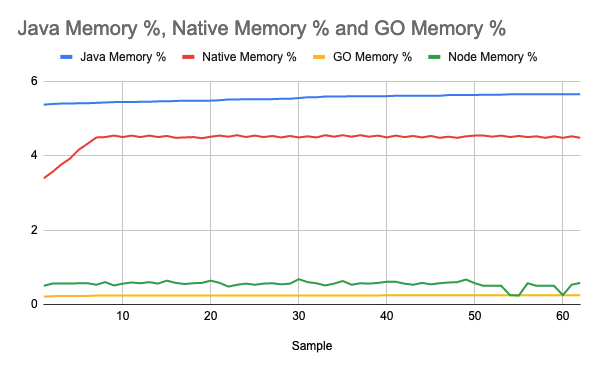 Java Memory %, Native Memory % and GO Memory %
Java Memory % Native Memory % GO Memory % Node Memory %
6
4
2
0
10 20 30 40 50 60
Sample